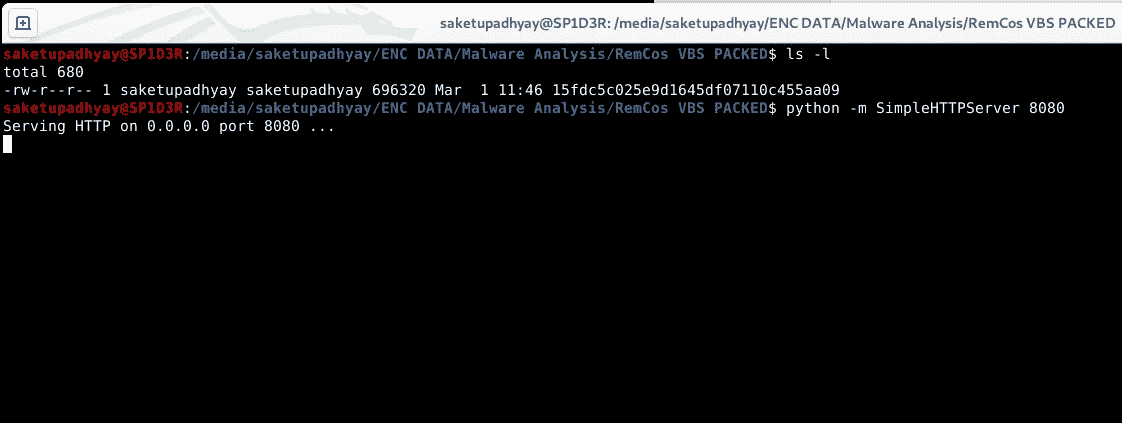 saketupadhyay@SP1D3R: /media/saketupadhyay/ENC DATA/Malware Analysis/RemCos VBS PACKED
saketupadhyay@SP1D3R:/media/saketupadhyay/ENC DATA/Malware Analysis/RemCos VBS PACKED$ ls -l
total 680
-rw-r--r-- 1 saketupadhyay saketupadhyay 696320 Mar  1 11:46 15fdc5c025e9d1645df07110c455aa09
saketupadhyay@SP1D3R:/media/saketupadhyay/ENC DATA/Malware Analysis/RemCos VBS PACKED$ python -m SimpleHTTPServer 8080
Serving HTTP on 0.0.0.0 port 8080 ...